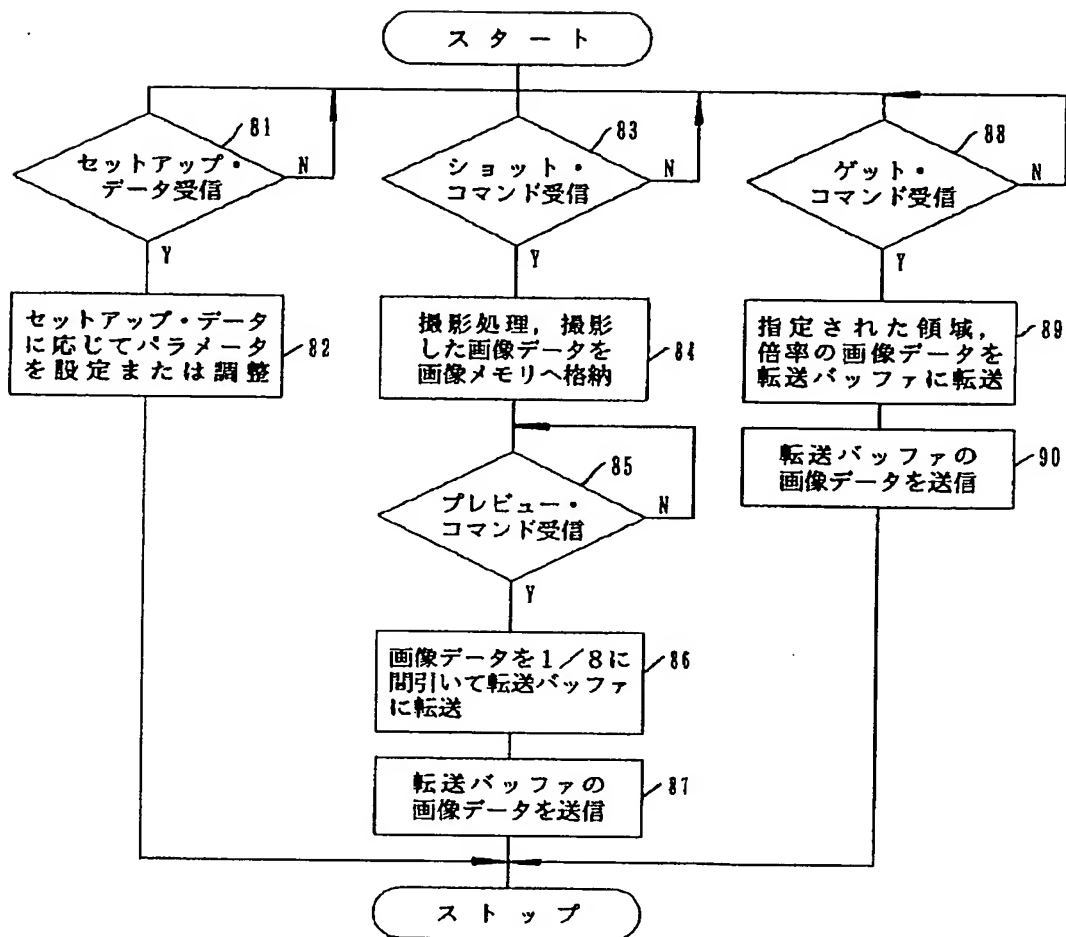 スタート
81
セットアップ・
データ受信
N
Y
83
ショット・
コマンド受信
N
Y
88
ゲット・
コマンド受信
N
Y
セットアップ・データ
に応じてパラメータ
を設定または調整
82
撮影処理，撮影
した画像データを
画像メモリへ格納
84
指定された領域，
倍率の画像データを
転送バッファに転送
89
85
プレビュー・
コマンド受信
N
Y
転送バッファの
画像データを送信
90
画像データを1／8に
間引いて転送バッファ
に転送
86
転送バッファの
画像データを送信
87
ストップ